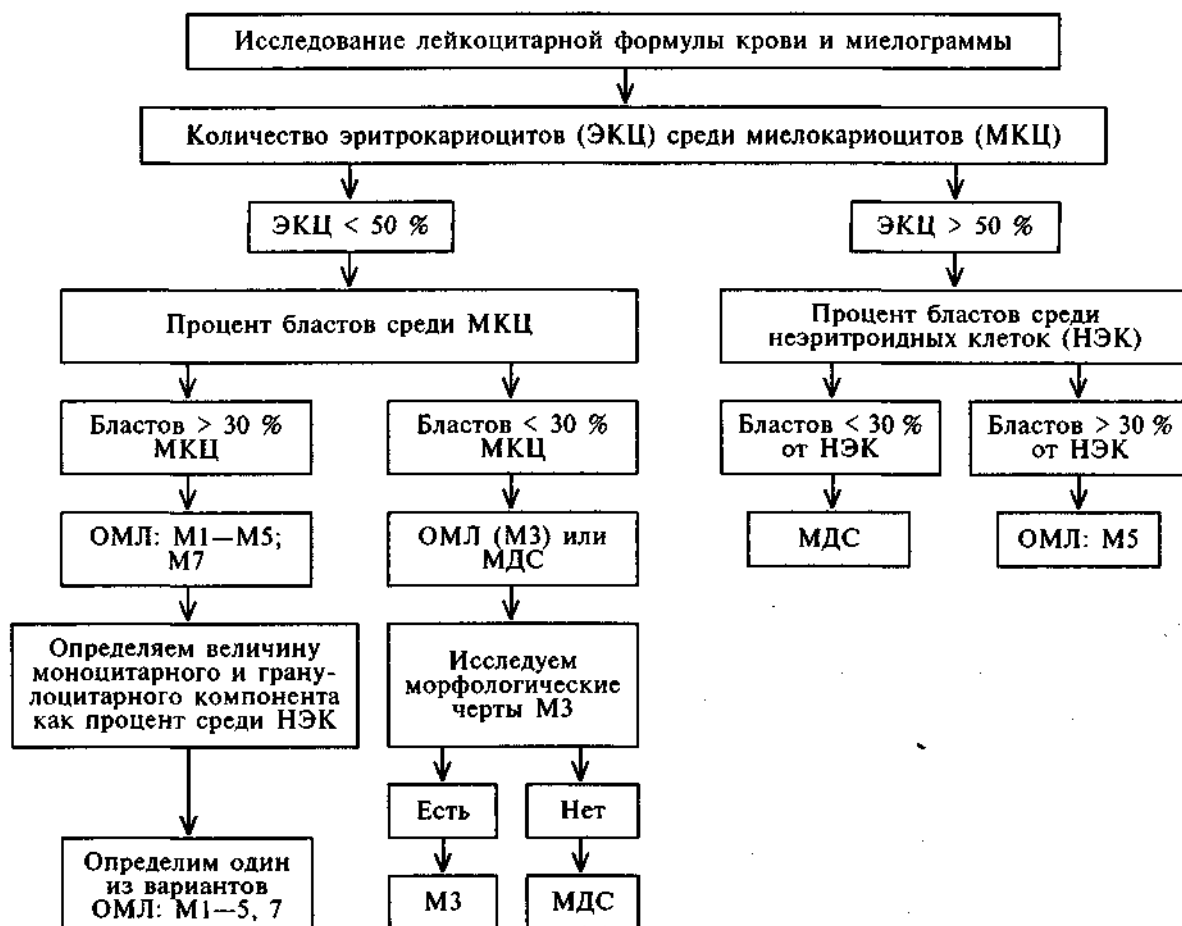 Исследование лейкоцитарной формулы крови и миелограммы
Количество эритрокариоцитов (ЭКЦ) среди миелокариоцитов (МКЦ)
ЭКЦ < 50 %
ЭКЦ > 50 %
Процент бластов среди МКЦ
Процент бластов среди
неэритроидных клеток (НЭК)
Бластов > 30 %
МКЦ
Бластов < 30 %
МКЦ
Бластов < 30 %
от НЭК
Бластов > 30 %
от НЭК
ОМЛ: М1—М5;
М7
ОМЛ (М3) или
МДС
МДС
ОМЛ: М5
Определяем величину
моноцитарного и грану-
лоцитарного компонента
как процент среди НЭК
Исследуем
морфологические
черты М3
Есть
Нет
Определим один
из вариантов
ОМЛ: М1—5, 7
М3
МДС